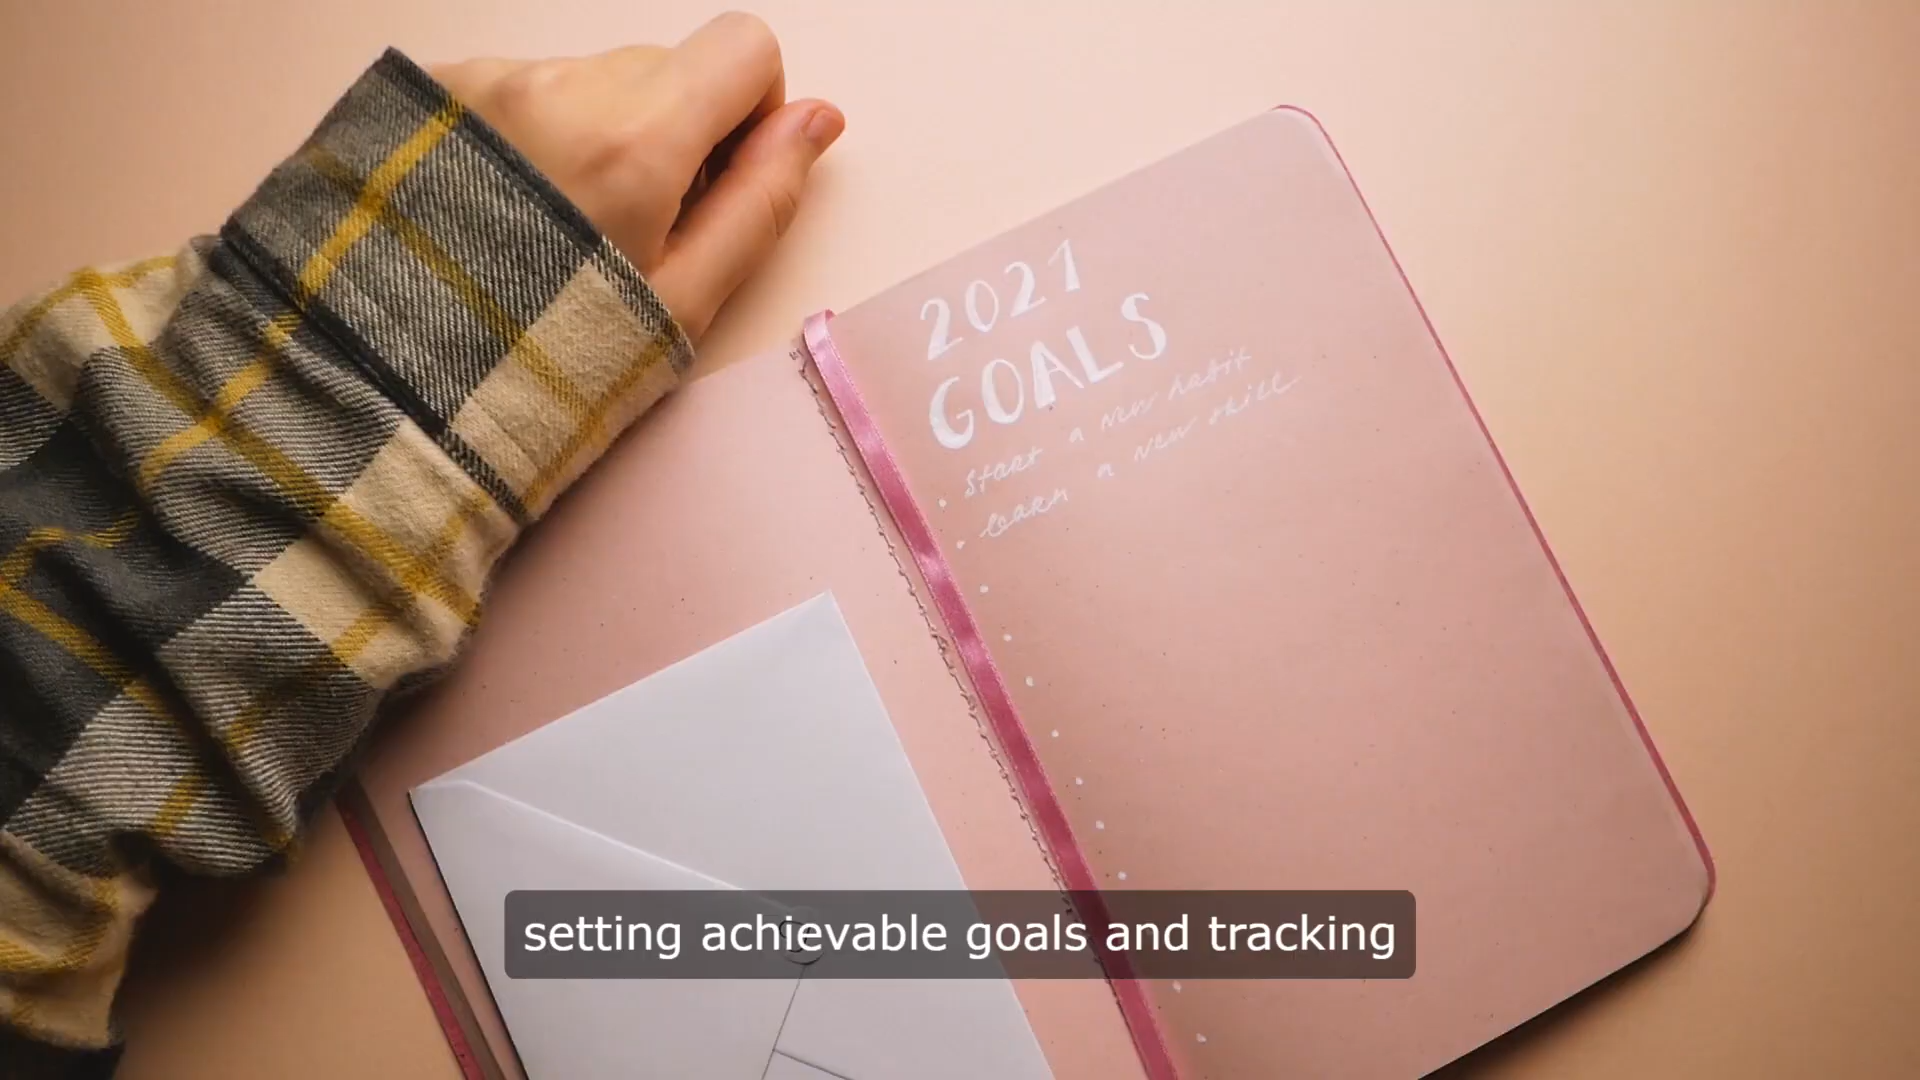 2021
GOALS
• start a new habit
• learn a new skill
setting achievable goals and tracking